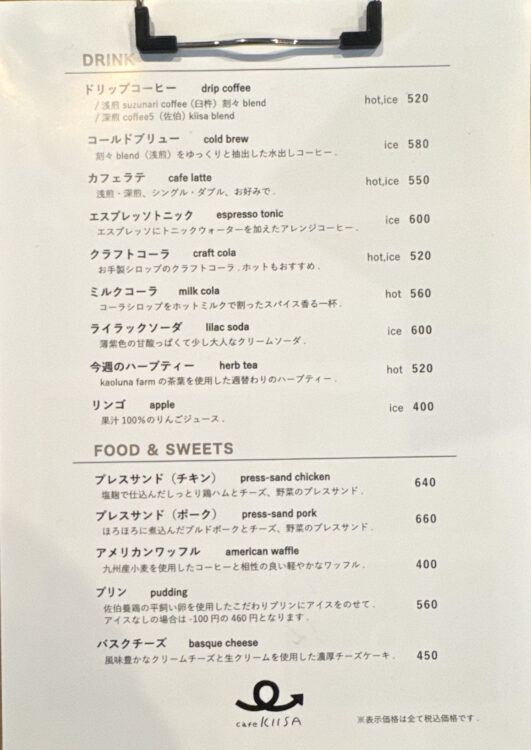 DRINK
ドリップコーヒー drip coffee hot,ice 520
/ 浅煎 suzunari coffee（臼杵）刻々 blend
/ 深煎 coffee5（佐伯）kiisa blend
コールドブリュー cold brew ice 580
刻々 blend（浅煎）をゆっくりと抽出した水出しコーヒー .
カフェラテ cafe latte hot,ice 550
浅煎・深煎、シングル・ダブル、お好みで .
エスプレッソトニック espresso tonic ice 600
エスプレッソにトニックウォーターを加えたアレンジコーヒー .
クラフトコーラ craft cola hot,ice 520
お手製シロップのクラフトコーラ . ホットもおすすめ .
ミルクコーラ milk cola hot 560
コーラシロップをホットミルクで割ったスパイス香る一杯 .
ライラックソーダ lilac soda ice 600
薄紫色の甘酸っぱくて少し大人なクリームソーダ .
今週のハーブティー herb tea hot 520
kaoluna farm の茶葉を使用した週替わりのハーブティー .
リンゴ apple ice 400
果汁 100%のりんごジュース .
FOOD & SWEETS
プレスサンド（チキン） press-sand chicken 640
塩麹で仕込んだしっとり鶏ハムとチーズ、野菜のプレスサンド .
プレスサンド（ポーク） press-sand pork 660
ほろほろに煮込んだプルドポークとチーズ、野菜のプレスサンド .
アメリカンワッフル american waffle 400
九州産小麦を使用したコーヒーと相性の良い軽やかなワッフル .
プリン pudding 560
佐伯養鶏の平飼い卵を使用したこだわりプリンにアイスをのせて .
アイスなしの場合は -100 円の 460 円となります .
バスクチーズ basque cheese 450
風味豊かなクリームチーズと生クリームを使用した濃厚チーズケーキ .
cafe KIISA
※表示価格は全て税込価格です .